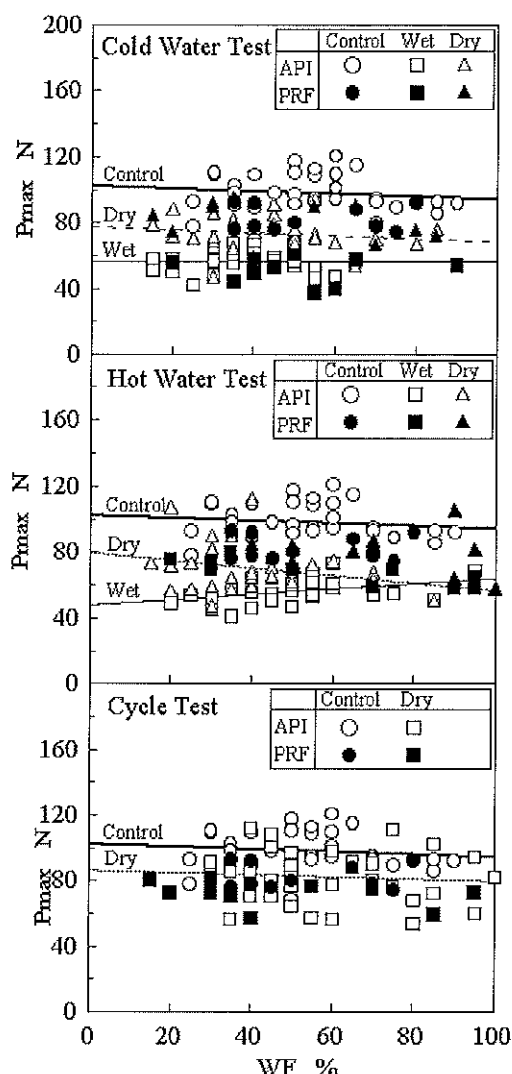 200
Cold Water Test
Control Wet Dry
API
PRF
160
120
Control
80
Dry
Wet
40
0
Pmax N
Hot Water Test
Control Wet Dry
API
PRF
160
120
Control
80
Dry
Wet
40
0
Pmax N
Cycle Test
Control Dry
API
PRF
160
120
Control
Dry
80
40
0
Pmax N
0 20 40 60 80 100
WF %